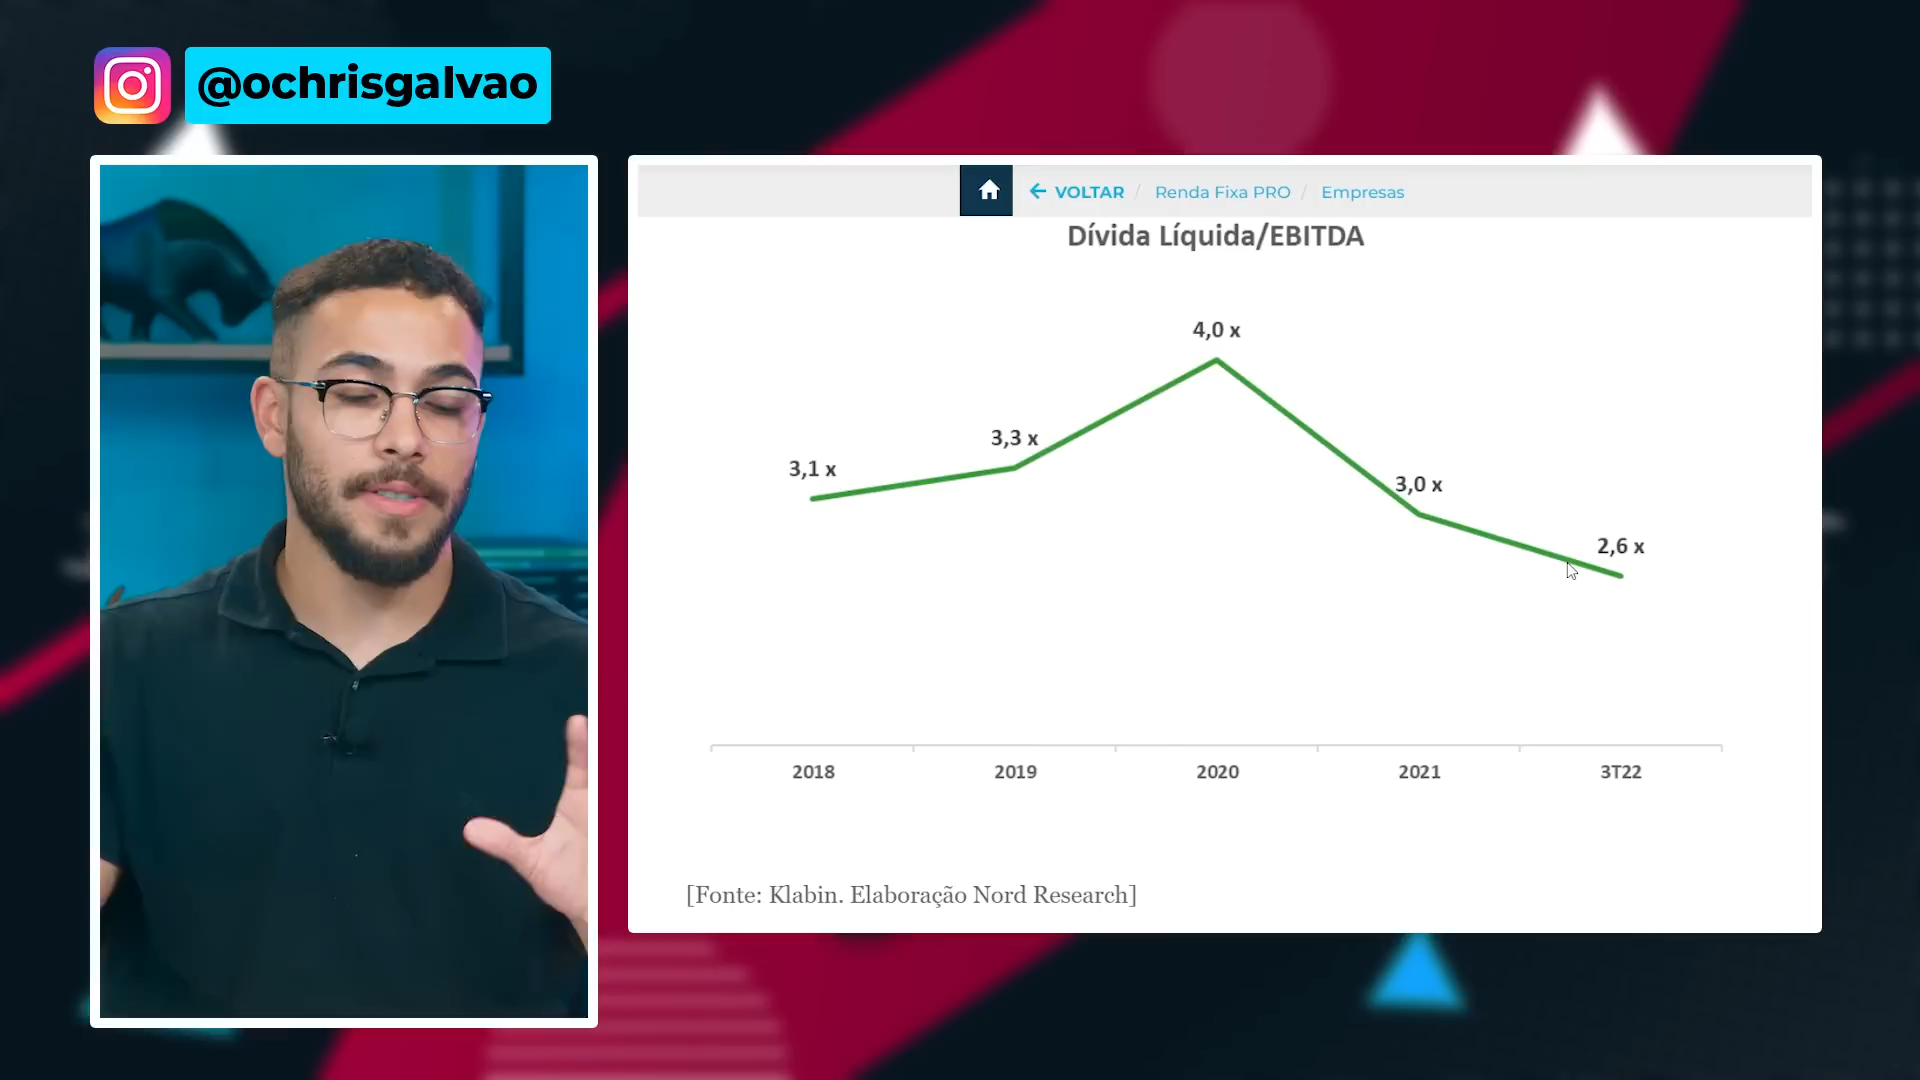 @ochrisgalvao
VOLTAR / Renda Fixa PRO / Empresas
Dívida Líquida/EBITDA
4,0 x
3,3 x
3,1 x
3,0 x
2,6 x
2018 2019 2020 2021 3T22
[Fonte: Klabin. Elaboração Nord Research]